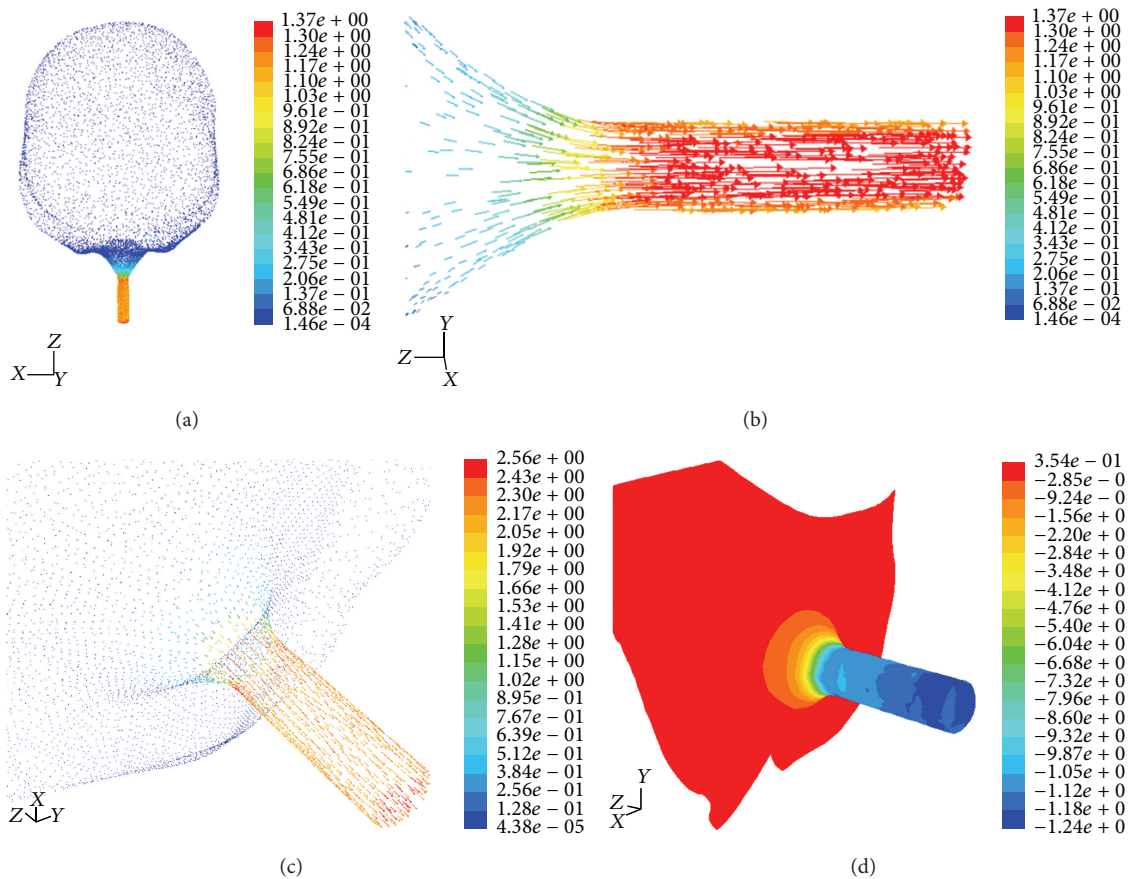 1.37e + 00
1.30e + 00
1.24e + 00
1.17e + 00
1.10e + 00
1.03e + 00
9.61e − 01
8.92e − 01
8.24e − 01
7.55e − 01
6.86e − 01
6.18e − 01
5.49e − 01
4.81e − 01
4.12e − 01
3.43e − 01
2.75e − 01
2.06e − 01
1.37e − 01
6.88e − 02
1.46e − 04
Z
X Y
(a)
1.37e + 00
1.30e + 00
1.24e + 00
1.17e + 00
1.10e + 00
1.03e + 00
9.61e − 01
8.92e − 01
8.24e − 01
7.55e − 01
6.86e − 01
6.18e − 01
5.49e − 01
4.81e − 01
4.12e − 01
3.43e − 01
2.75e − 01
2.06e − 01
1.37e − 01
6.88e − 02
1.46e − 04
Y
Z
X
(b)
2.56e + 00
2.43e + 00
2.30e + 00
2.17e + 00
2.05e + 00
1.92e + 00
1.79e + 00
1.66e + 00
1.53e + 00
1.41e + 00
1.28e + 00
1.15e + 00
1.02e + 00
8.95e − 01
7.67e − 01
6.39e − 01
5.12e − 01
3.84e − 01
2.56e − 01
1.28e − 01
4.38e − 05
X
Z Y
(c)
3.54e − 01
−2.85e − 0
−9.24e − 0
−1.56e + 0
−2.20e + 0
−2.84e + 0
−3.48e + 0
−4.12e + 0
−4.76e + 0
−5.40e + 0
−6.04e + 0
−6.68e + 0
−7.32e + 0
−7.96e + 0
−8.60e + 0
−9.32e + 0
−9.87e + 0
−1.05e + 0
−1.12e + 0
−1.18e + 0
−1.24e + 0
Y
Z
X
(d)